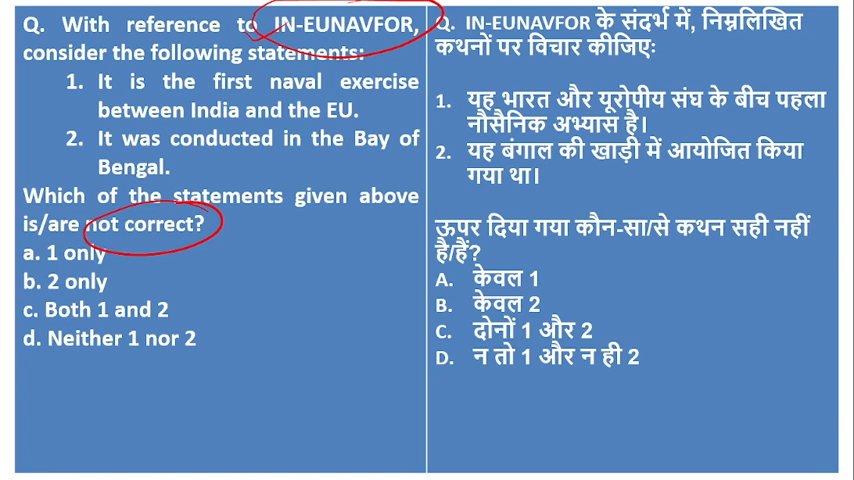 Q. With reference to IN-EUNAVFOR,
consider the following statements:
1. It is the first naval exercise
between India and the EU.
2. It was conducted in the Bay of
Bengal.
Which of the statements given above
is/are not correct?
a. 1 only
b. 2 only
c. Both 1 and 2
d. Neither 1 nor 2
Q. IN-EUNAVFOR के संदर्भ में, निम्नलिखित
कथनों पर विचार कीजिए:
1. यह भारत और यूरोपीय संघ के बीच पहला
नौसैनिक अभ्यास है।
2. यह बंगाल की खाड़ी में आयोजित किया
गया था।
ऊपर दिया गया कौन-सा/से कथन सही नहीं
है/हैं?
A. केवल 1
B. केवल 2
C. दोनों 1 और 2
D. न तो 1 और न ही 2